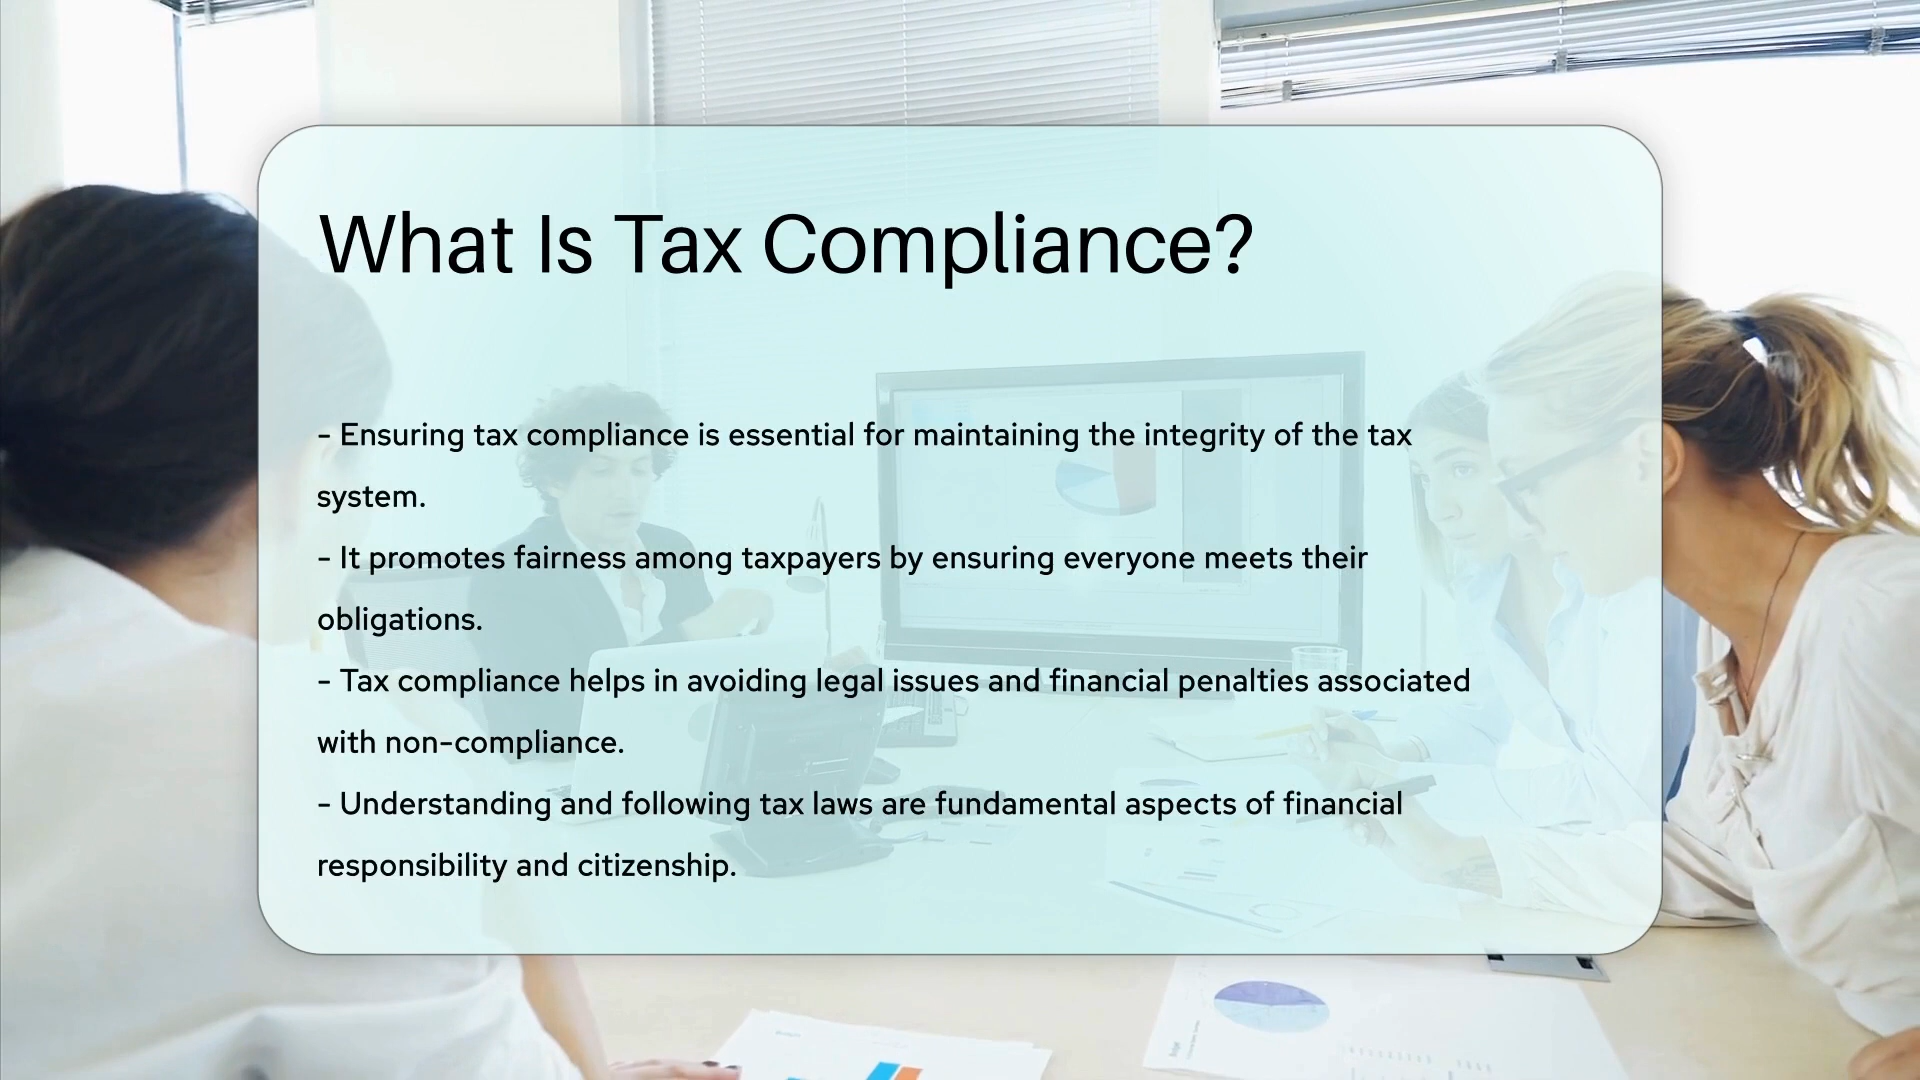 What Is Tax Compliance?
- Ensuring tax compliance is essential for maintaining the integrity of the tax
system.
- It promotes fairness among taxpayers by ensuring everyone meets their
obligations.
- Tax compliance helps in avoiding legal issues and financial penalties associated
with non-compliance.
- Understanding and following tax laws are fundamental aspects of financial
responsibility and citizenship.